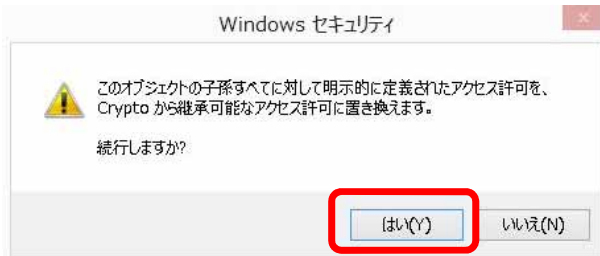 Windows セキュリティ
このオブジェクトの子孫すべてに対して明示的に定義されたアクセス許可を、
Crypto から継承可能なアクセス許可に置き換えます。
続行しますか?
はい(Y)
いいえ(N)